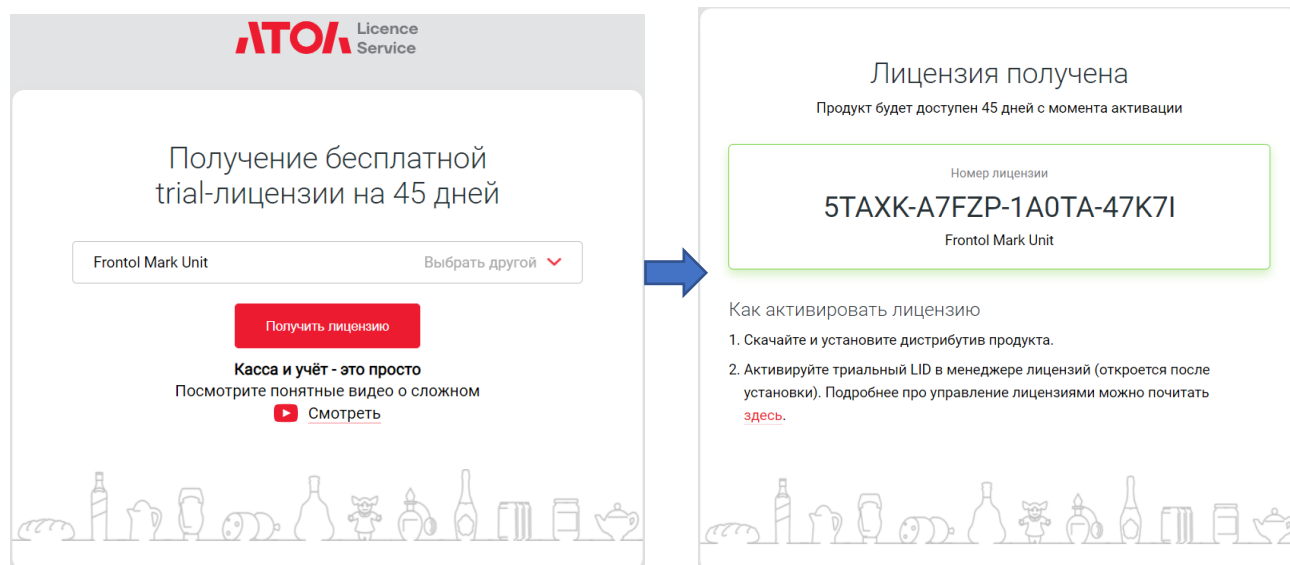 АТОЛ Licence
Service
Получение бесплатной
trial-лицензии на 45 дней
Frontol Mark Unit Выбрать другой
Получить лицензию
Касса и учёт - это просто
Посмотрите понятные видео о сложном
Смотреть
Лицензия получена
Продукт будет доступен 45 дней с момента активации
Номер лицензии
5TAXK-A7FZP-1A0TA-47K7I
Frontol Mark Unit
Как активировать лицензию
1. Скачайте и установите дистрибутив продукта.
2. Активируйте триальный LID в менеджере лицензий (откроется после
установки). Подробнее про управление лицензиями можно почитать
здесь.